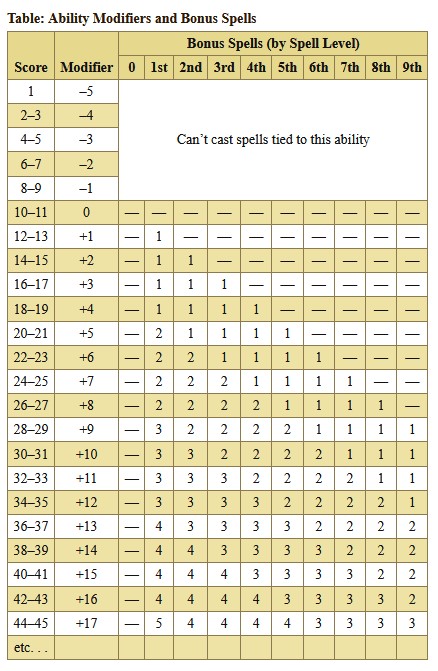 Table: Ability Modifiers and Bonus Spells
Bonus Spells (by Spell Level)
Score Modifier 0 1st 2nd 3rd 4th 5th 6th 7th 8th 9th
1 –5
2–3 –4
4–5 –3 Can’t cast spells tied to this ability
6–7 –2
8–9 –1
10–11 0 — — — — — — — — — —
12–13 +1 — 1 — — — — — — — —
14–15 +2 — 1 1 — — — — — — —
16–17 +3 — 1 1 1 — — — — — —
18–19 +4 — 1 1 1 1 — — — — —
20–21 +5 — 2 1 1 1 1 — — — —
22–23 +6 — 2 2 1 1 1 1 — — —
24–25 +7 — 2 2 2 1 1 1 1 — —
26–27 +8 — 2 2 2 2 1 1 1 1 —
28–29 +9 — 3 2 2 2 2 1 1 1 1
30–31 +10 — 3 3 2 2 2 2 1 1 1
32–33 +11 — 3 3 3 2 2 2 2 1 1
34–35 +12 — 3 3 3 3 2 2 2 2 1
36–37 +13 — 4 3 3 3 3 2 2 2 2
38–39 +14 — 4 4 3 3 3 3 2 2 2
40–41 +15 — 4 4 4 3 3 3 3 2 2
42–43 +16 — 4 4 4 4 3 3 3 3 2
44–45 +17 — 5 4 4 4 4 3 3 3 3
etc. . .